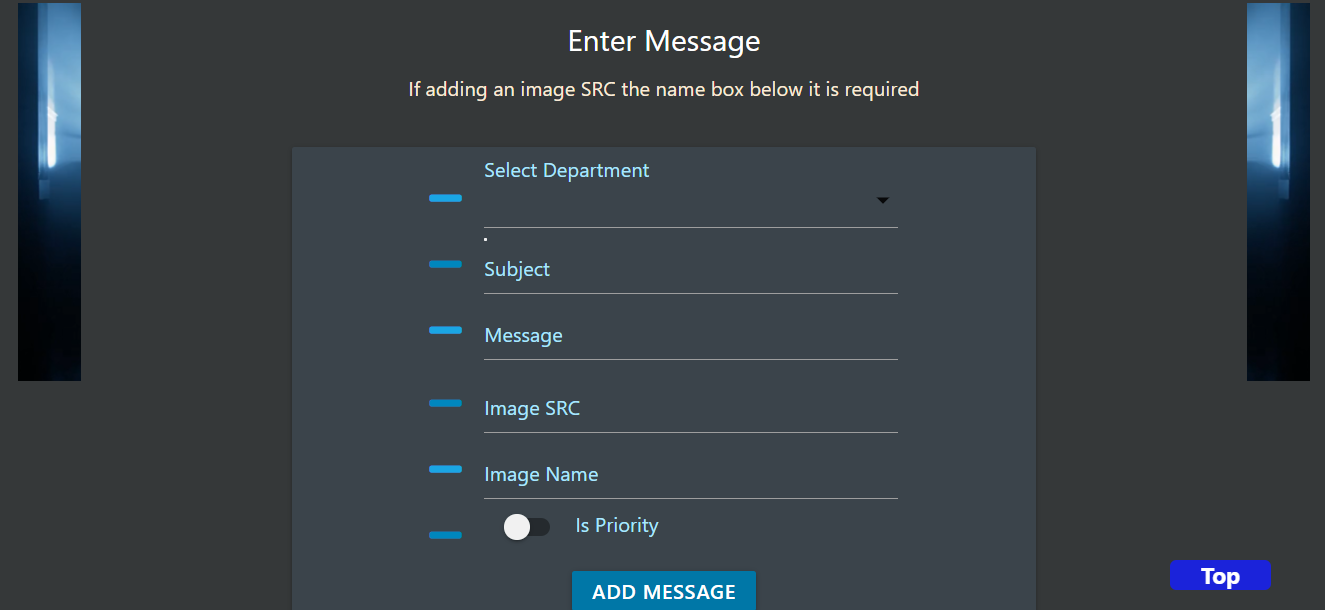 Enter Message
If adding an image SRC the name box below it is required
Select Department
.
Subject
Message
Image SRC
Image Name
Is Priority
ADD MESSAGE
Top